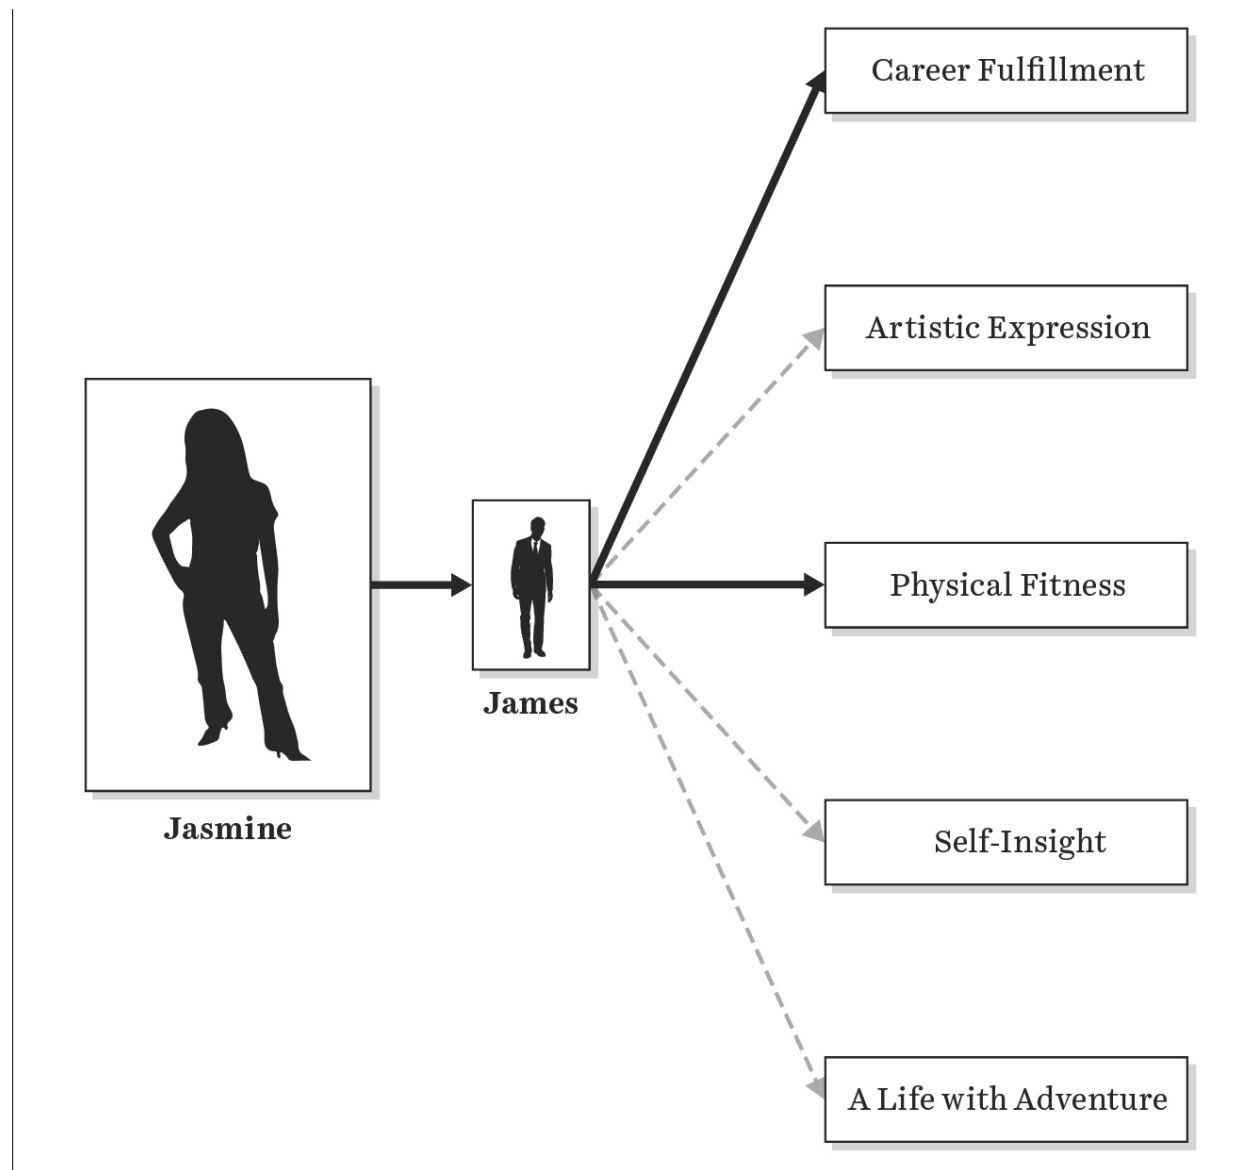 Career Fulfillment
Artistic Expression
Physical Fitness
James
Jasmine
Self-Insight
A Life with Adventure